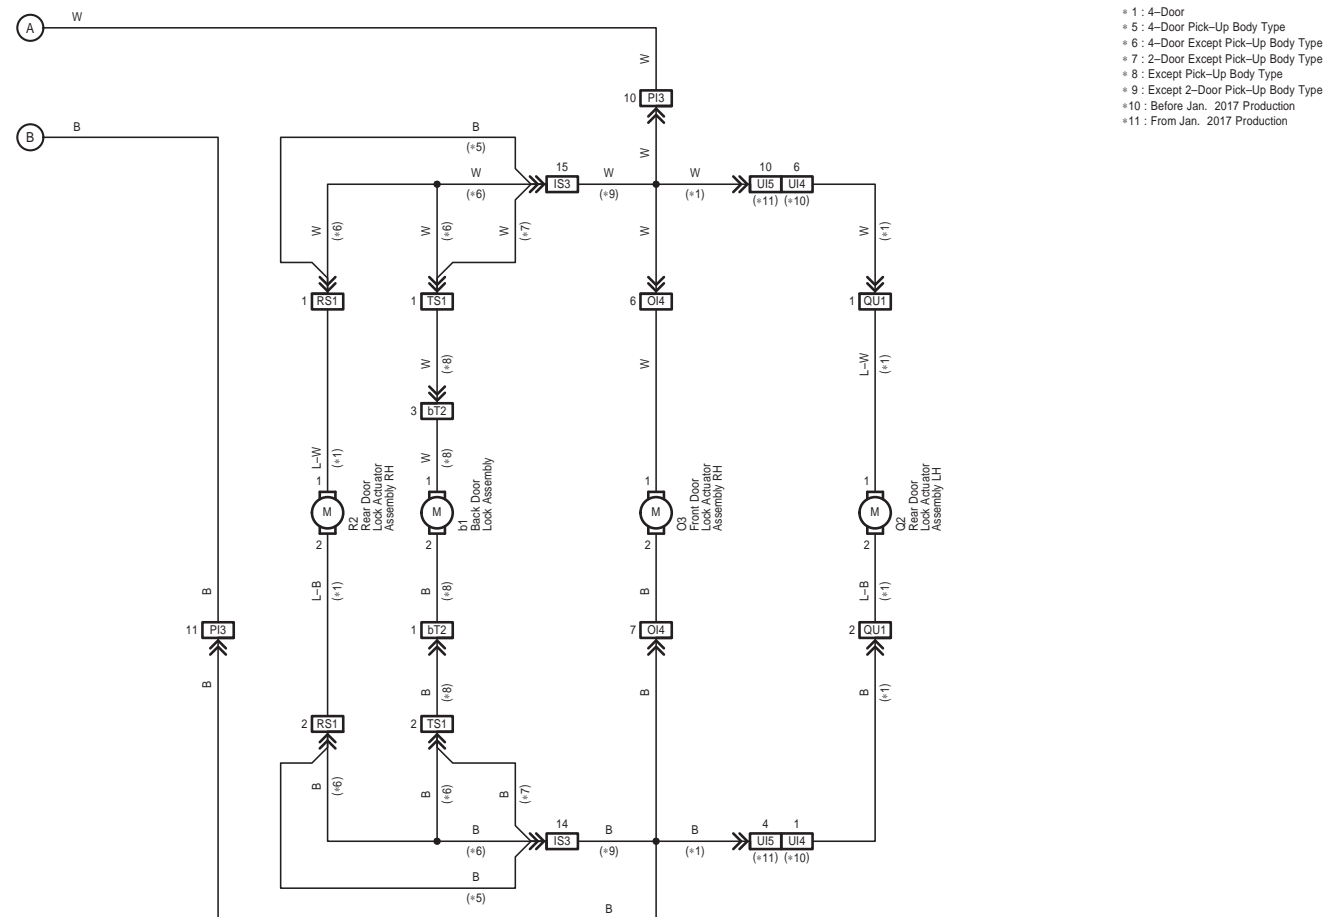 A
W
* 1 : 4–Door
* 5 : 4–Door Pick–Up Body Type
* 6 : 4–Door Except Pick–Up Body Type
* 7 : 2–Door Except Pick–Up Body Type
* 8 : Except Pick–Up Body Type
* 9 : Except 2–Door Pick–Up Body Type
*10 : Before Jan. 2017 Production
*11 : From Jan. 2017 Production
W
10 PI3
B
B
B
(*5)
W
W
(*6)
15
IS3
W
(*9)
W
(*1)
10 6
UI5 UI4
(*11) (*10)
W
(*6)
W
(*6)
W
(*7)
W
W
(*1)
1 RS1
1 TS1
6 OI4
1 QU1
W
(*8)
W
L–W
(*1)
3 bT2
L–W
(*1)
W
(*8)
1
M
2
R2
Rear Door
Lock Actuator
Assembly RH
1
M
2
b1
Back Door
Lock Assembly
1
M
2
O3
Front Door
Lock Actuator
Assembly RH
1
M
2
Q2
Rear Door
Lock Actuator
Assembly LH
B
L–B
(*1)
B
(*8)
B
L–B
(*1)
11 PI3
1 bT2
7 OI4
2 QU1
B
B
(*8)
B
B
(*1)
2 RS1
2 TS1
B
(*6)
B
(*6)
B
(*7)
B
(*6)
14
IS3
B
(*9)
B
(*1)
4 1
UI5 UI4
(*11) (*10)
B
(*5)
B